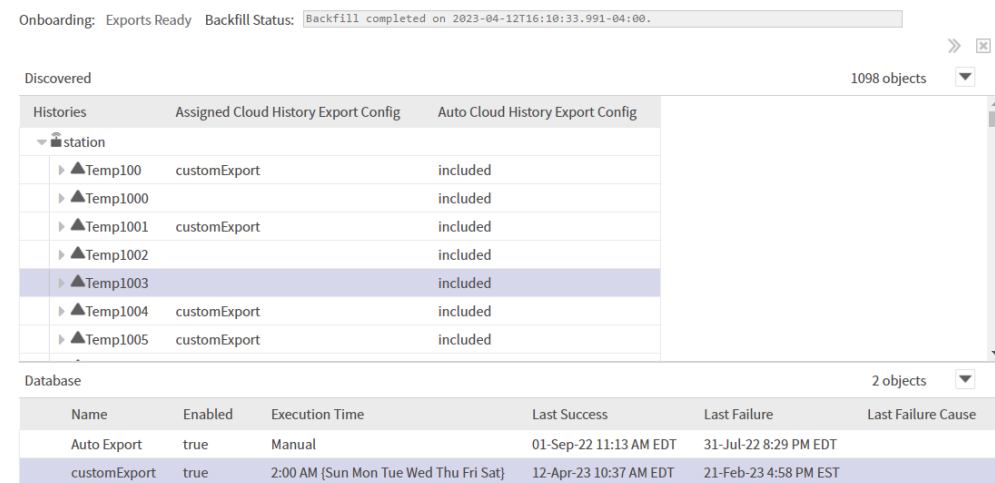 Onboarding: Exports Ready Backfill Status: Backfill completed on 2023-04-12T16:10:33.991-04:00.
Discovered 1098 objects
Histories Assigned Cloud History Export Config Auto Cloud History Export Config
station
Temp100 customExport included
Temp1000 included
Temp1001 customExport included
Temp1002 included
Temp1003 included
Temp1004 customExport included
Temp1005 customExport included
Database 2 objects
Name Enabled Execution Time Last Success Last Failure Last Failure Cause
Auto Export true Manual 01-Sep-22 11:13 AM EDT 31-Jul-22 8:29 PM EDT
customExport true 2:00 AM {Sun Mon Tue Wed Thu Fri Sat} 12-Apr-23 10:37 AM EDT 21-Feb-23 4:58 PM EST